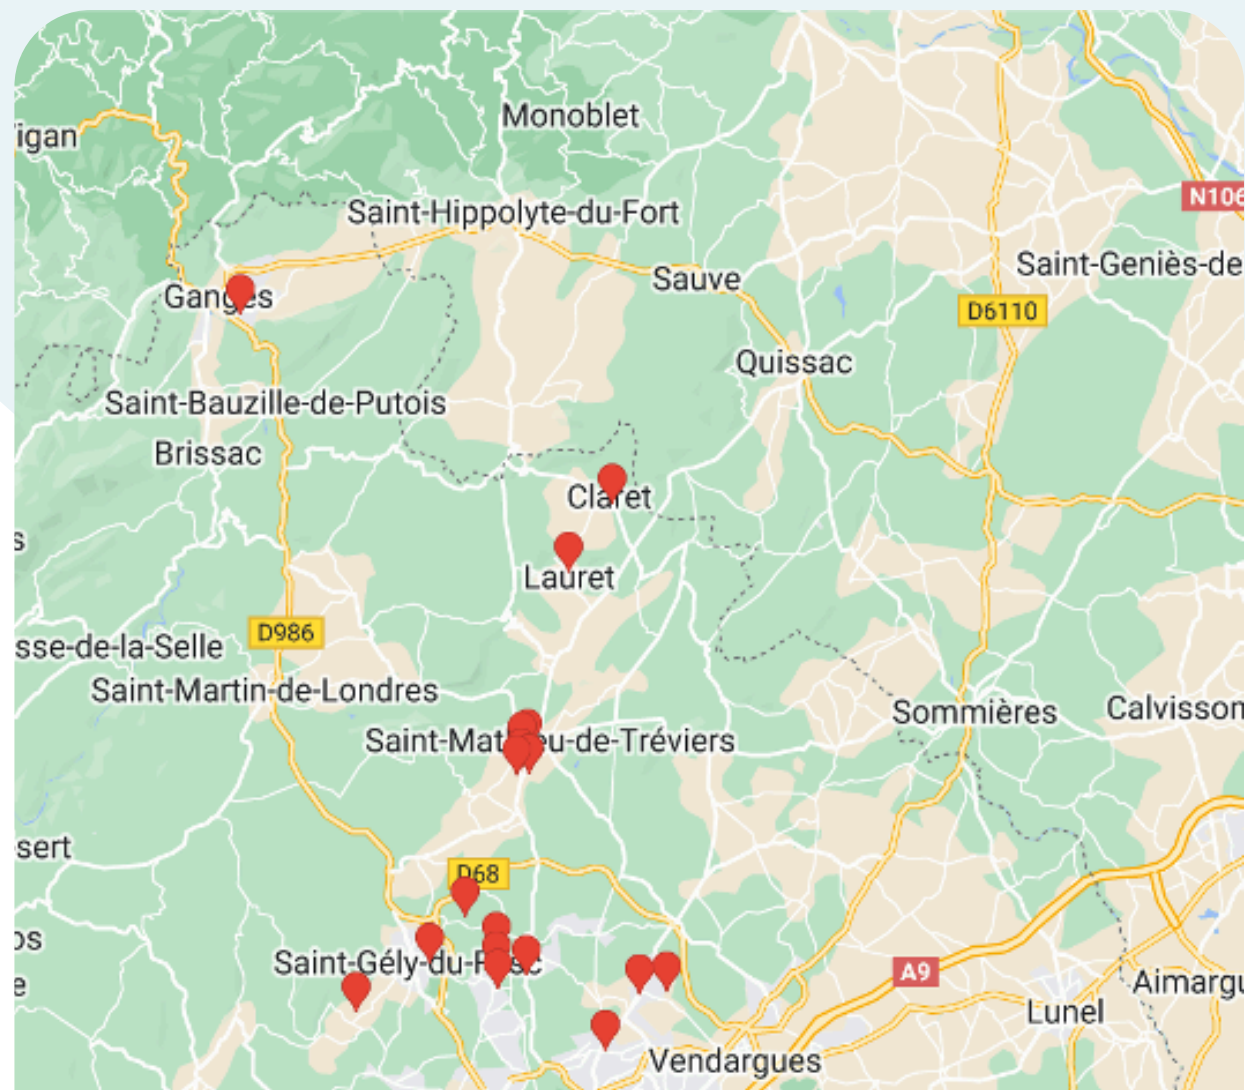 Monoblet
igan
N106
Saint-Hippolyte-du-Fort
Saint-Geniès-de
Sauve
Ganges
D6110
Quissac
Saint-Bauzille-de-Putois
Brissac
Claret
s
Lauret
D986
sse-de-la-Selle
Saint-Martin-de-Londres
Sommières
Calvisson
Saint-Mathieu-de-Tréviers
sert
D68
os
Saint-Gély-du-Fesc
A9
Aimargu
e
Lunel
Vendargues